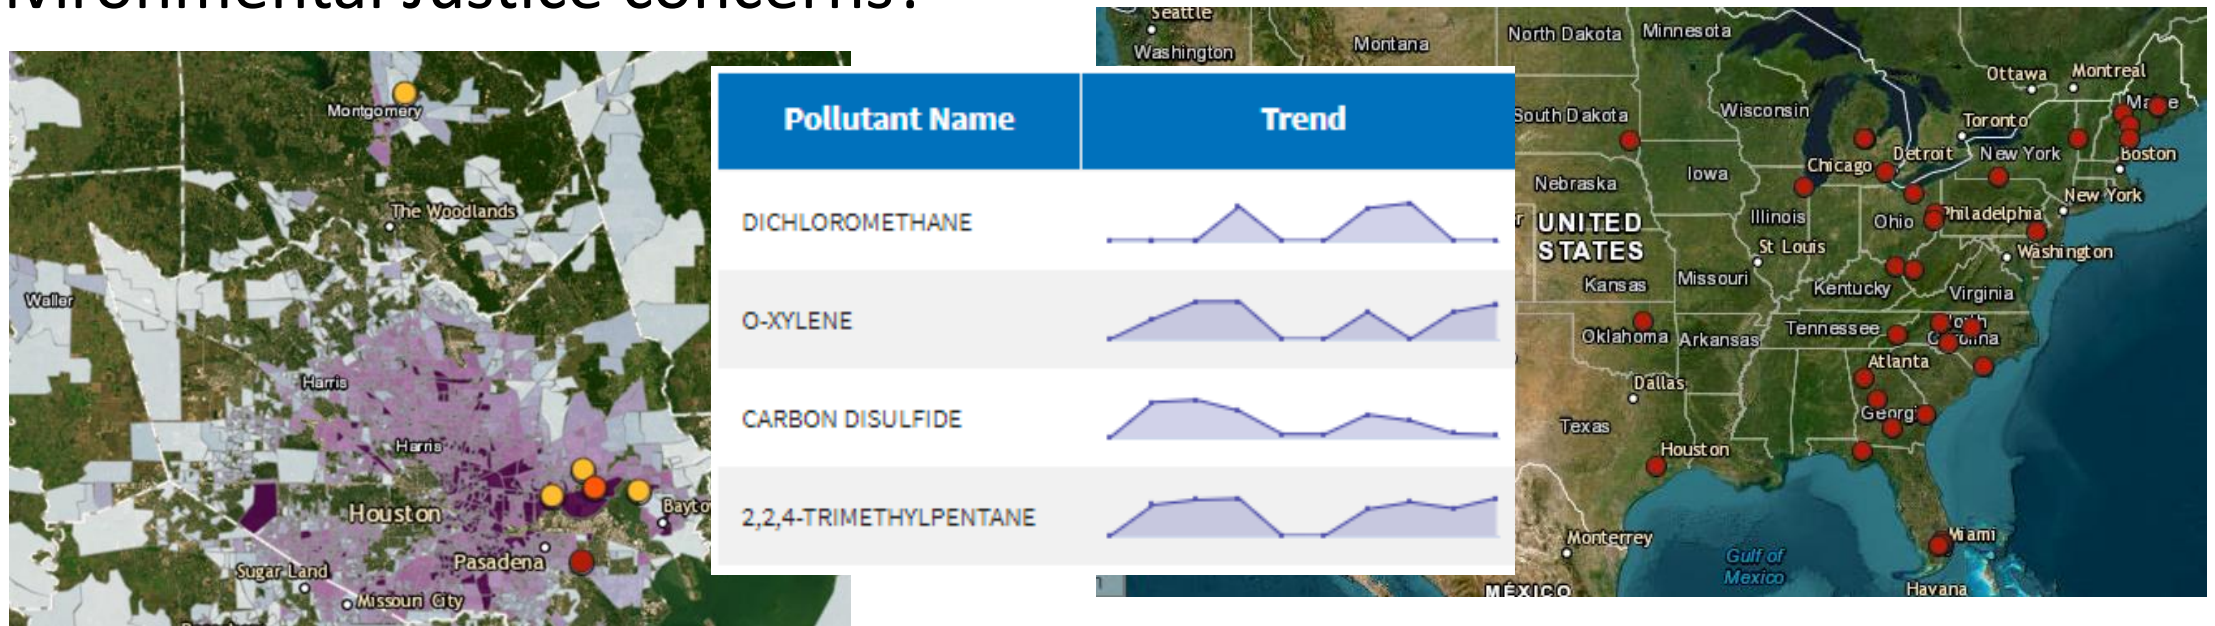 Justice concerns?
Montgomery
The Woodlands
Waller
Harris
Harris
Houston
Pasadena
Sugar Land
Missouri City
Pollutant Name Trend
DICHLOROMETHANE
O-XYLENE
CARBON DISULFIDE
2,2,4-TRIMETHYLPENTANE
Seattle
Washington
Montana
North Dakota
Minnesota
Ottawa
Montreal
South Dakota
Wisconsin
Toronto
Chicago
Detroit
New York
Boston
Nebraska
Iowa
New York
UNITED
STATES
Illinois
Ohio
Philadelphia
St Louis
Washington
Kansas
Missouri
Kentucky
Virginia
Oklahoma
Arkansas
Tennessee
Atlanta
Dallas
Texas
Houston
Monterrey
Gulf of
Mexico
Miami
MÉXICO
Havana